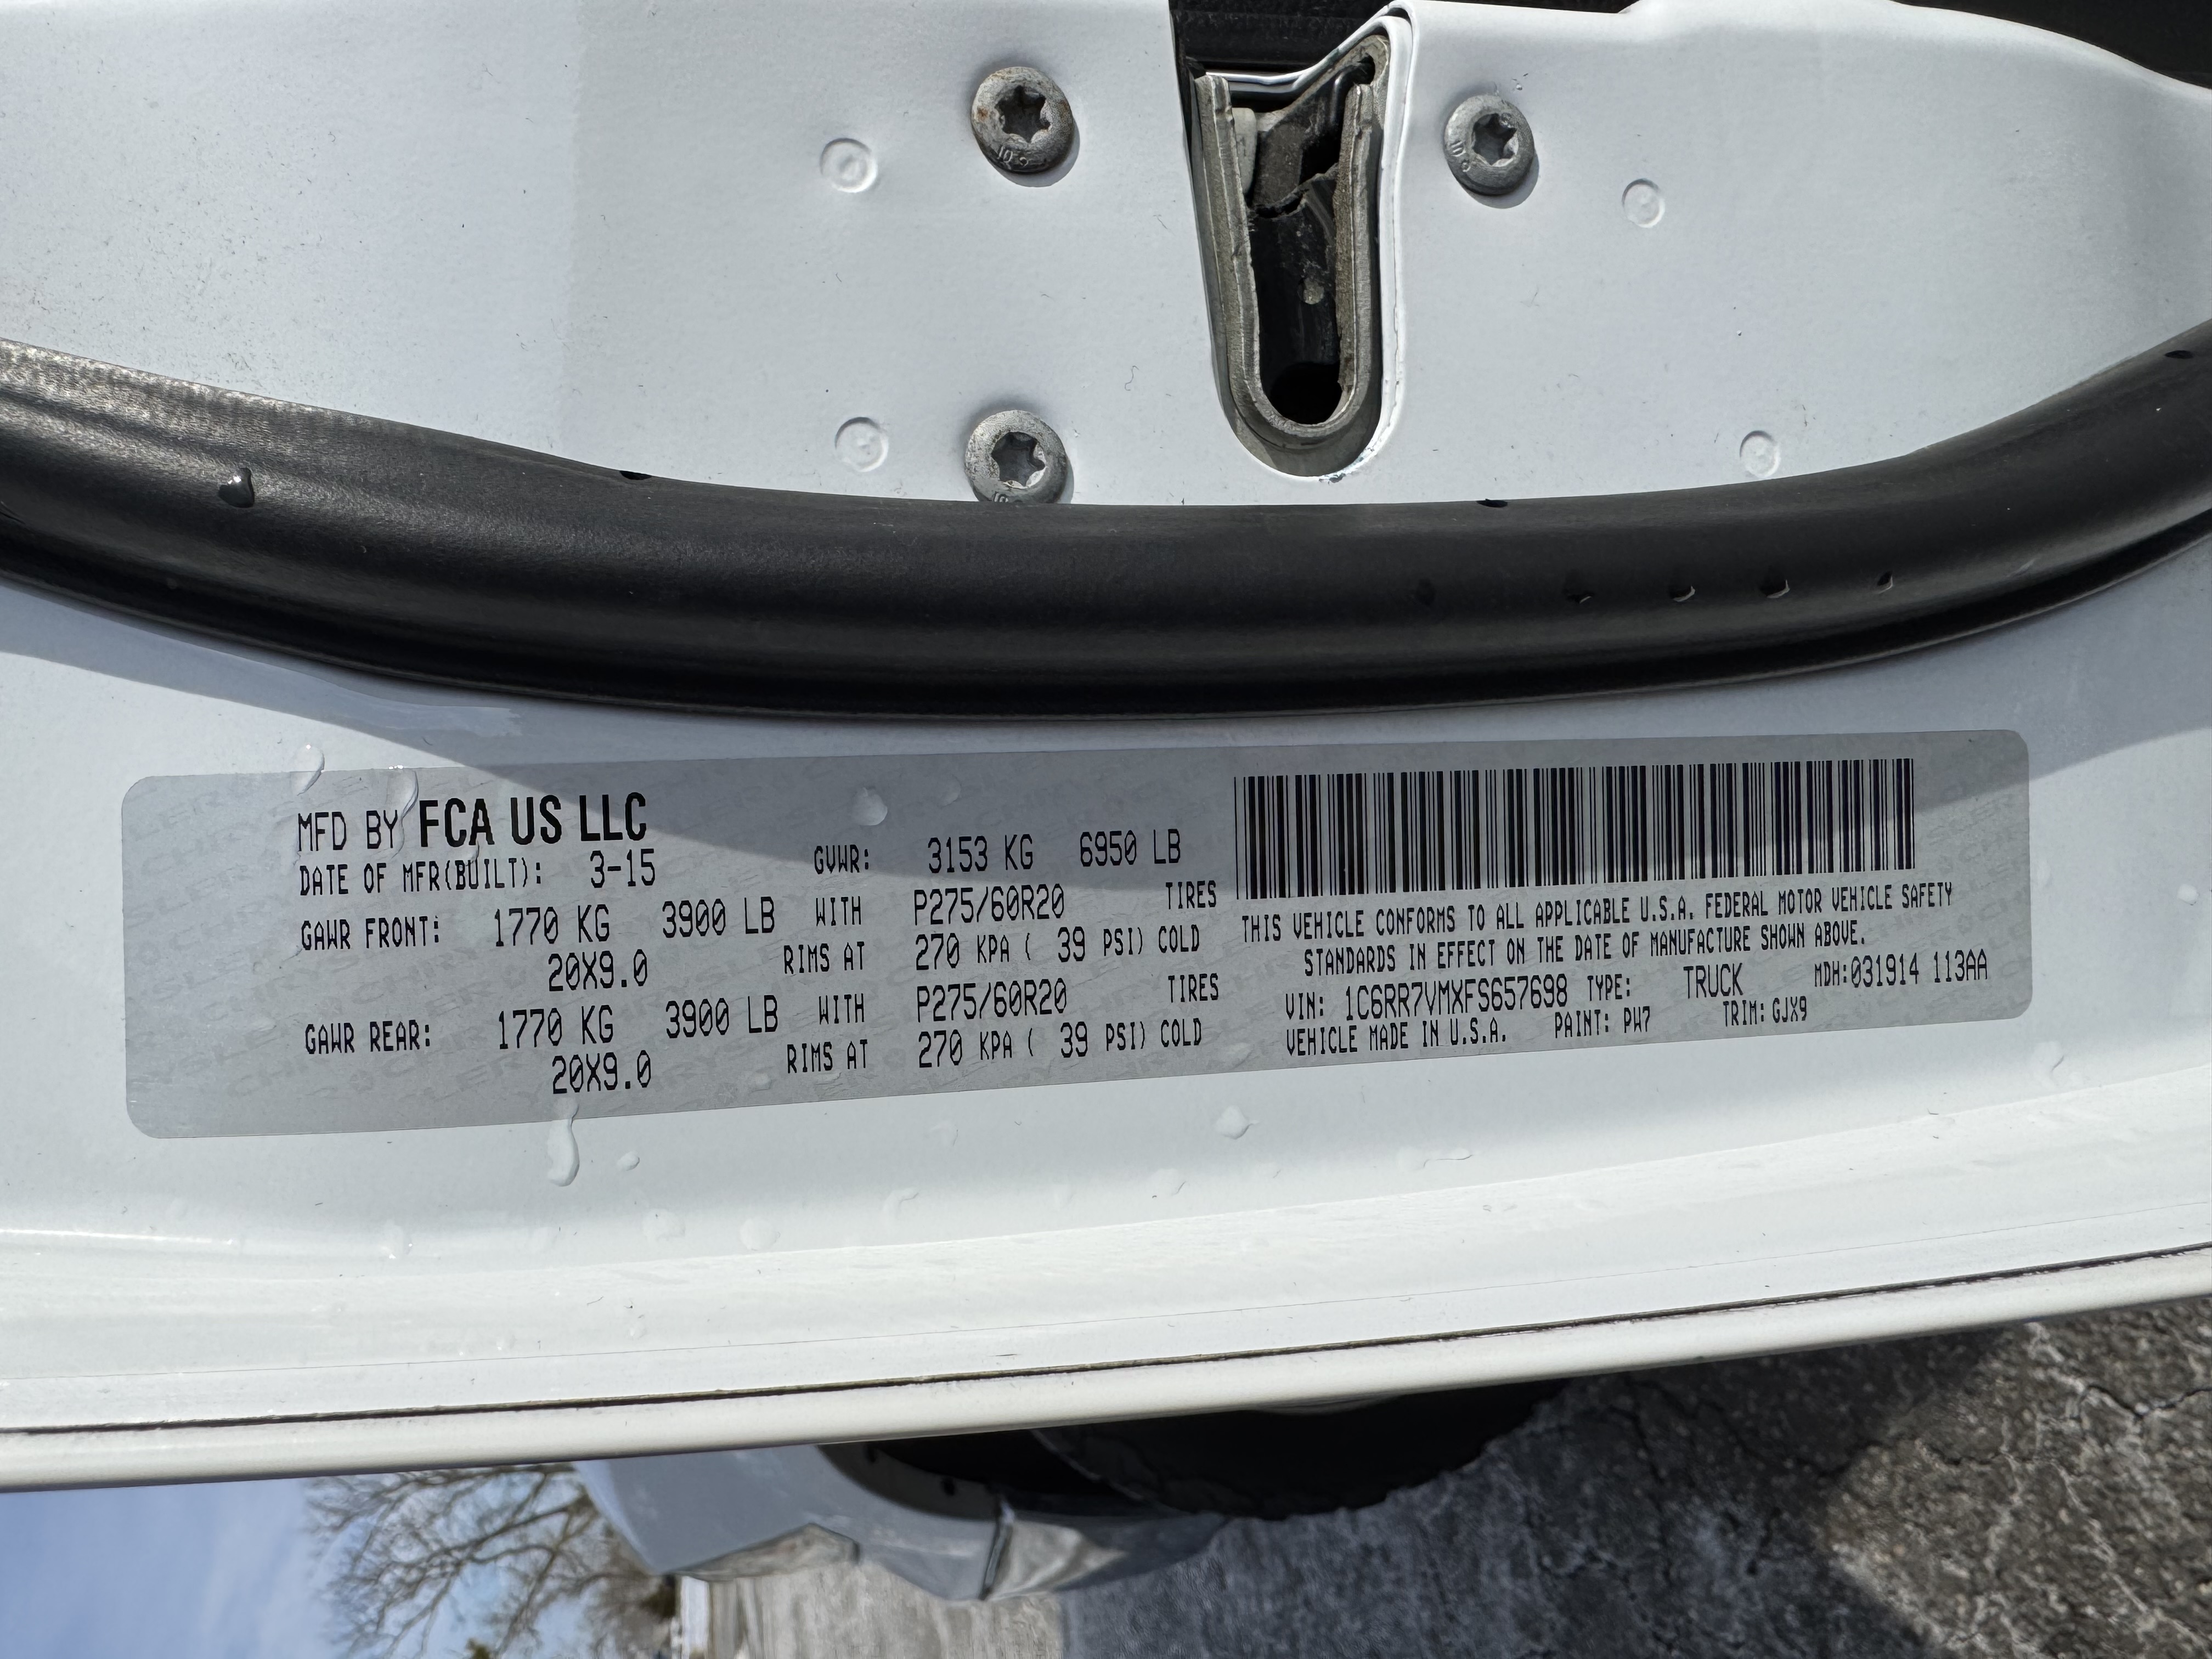 MFD BY FCA US LLC
DATE OF MFR(BUILT): 3-15 GVWR: 3153 KG 6950 LB
GAWR FRONT: 1770 KG 3900 LB WITH P275/60R20 TIRES
20X9.0 RIMS AT 270 KPA ( 39 PSI) COLD
GAWR REAR: 1770 KG 3900 LB WITH P275/60R20 TIRES
20X9.0 RIMS AT 270 KPA ( 39 PSI) COLD
THIS VEHICLE CONFORMS TO ALL APPLICABLE U.S.A. FEDERAL MOTOR VEHICLE SAFETY
STANDARDS IN EFFECT ON THE DATE OF MANUFACTURE SHOWN ABOVE.
VIN: 1C6RR7VMXFS657698 TYPE: TRUCK MDH:031914 113AA
VEHICLE MADE IN U.S.A. PAINT: PW7 TRIM: GJX9